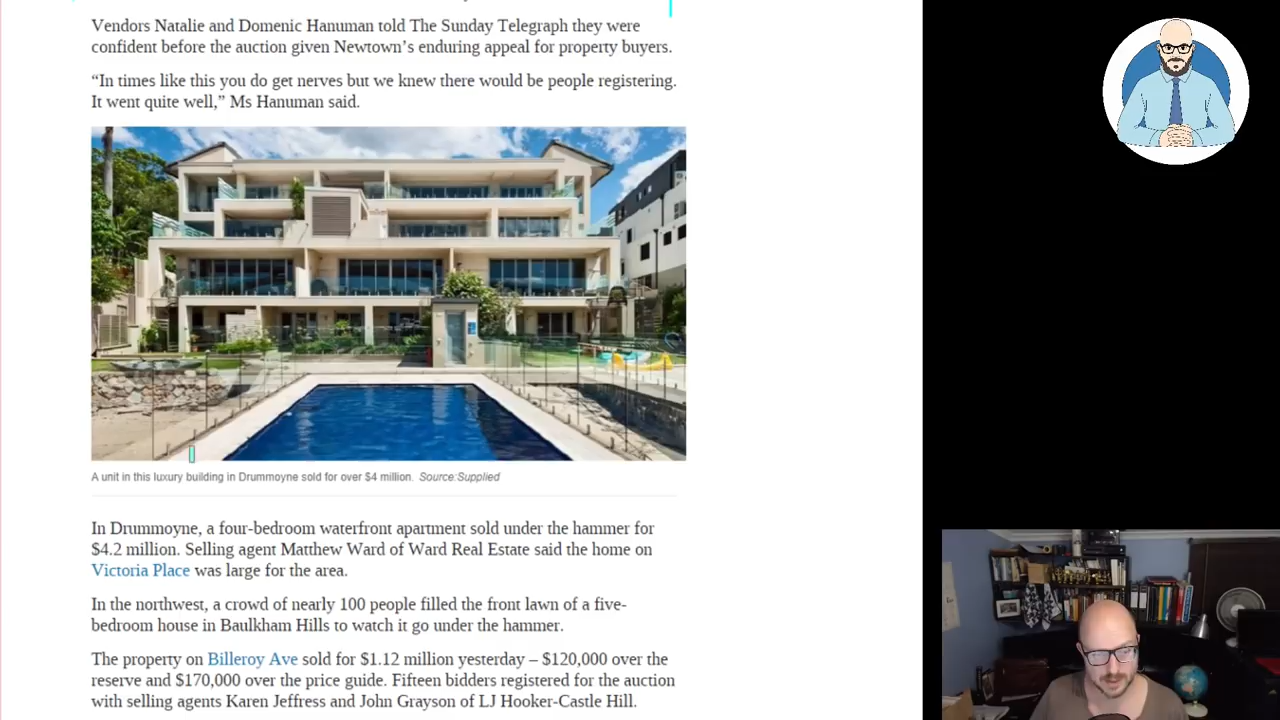 Vendors Natalie and Domenic Hanuman told The Sunday Telegraph they were
confident before the auction given Newtown’s enduring appeal for property buyers.
“In times like this you do get nerves but we knew there would be people registering.
It went quite well,” Ms Hanuman said.
A unit in this luxury building in Drummoyne sold for over $4 million. Source:Supplied
In Drummoyne, a four-bedroom waterfront apartment sold under the hammer for
$4.2 million. Selling agent Matthew Ward of Ward Real Estate said the home on
Victoria Place was large for the area.
In the northwest, a crowd of nearly 100 people filled the front lawn of a five-
bedroom house in Baulkham Hills to watch it go under the hammer.
The property on Billeroy Ave sold for $1.12 million yesterday – $120,000 over the
reserve and $170,000 over the price guide. Fifteen bidders registered for the auction
with selling agents Karen Jeffress and John Grayson of LJ Hooker-Castle Hill.